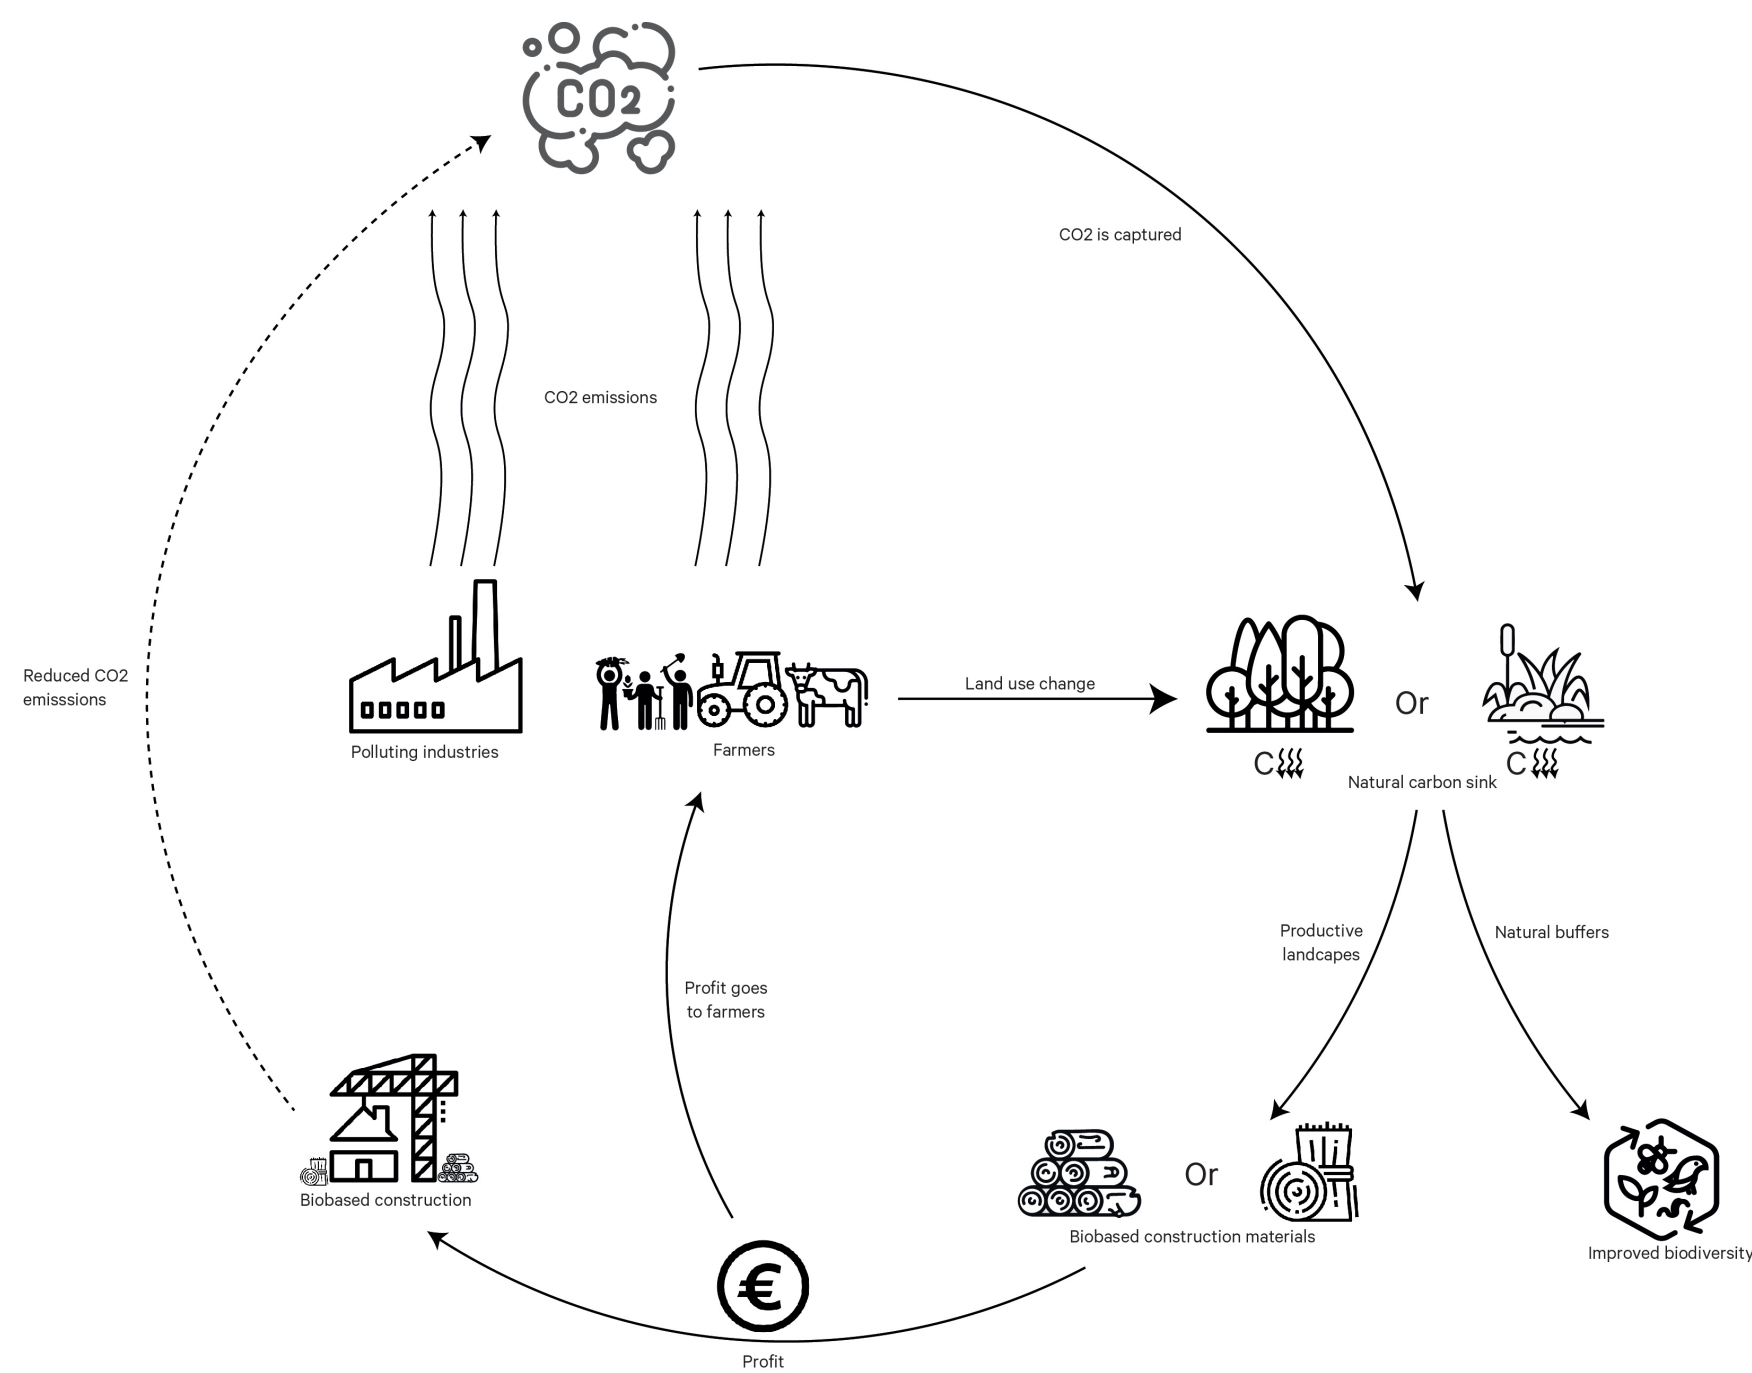 CO2
CO2 is captured
CO2 emissions
Reduced CO2
emisssions
Polluting industries
Farmers
Land use change
Or
C
C
Natural carbon sink
Productive
landcapes
Natural buffers
Profit goes
to farmers
Biobased construction
Or
Biobased construction materials
Improved biodiversity
€
Profit